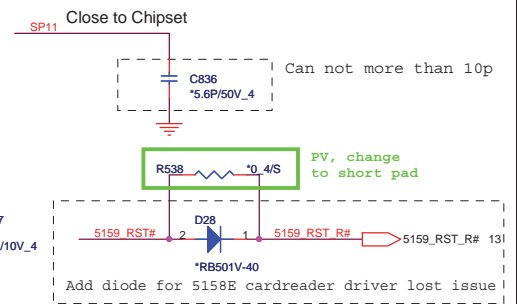 Close to Chipset
SP11
C836
*5.6P/50V_4
Can not more than 10p
R538 *0_4/S
PV, change
to short pad
7
/10V_4
D28
5159_RST# 2 1 5159_RST_R# 5159_RST_R# 13
*RB501V-40
Add diode for 5158E cardreader driver lost issue